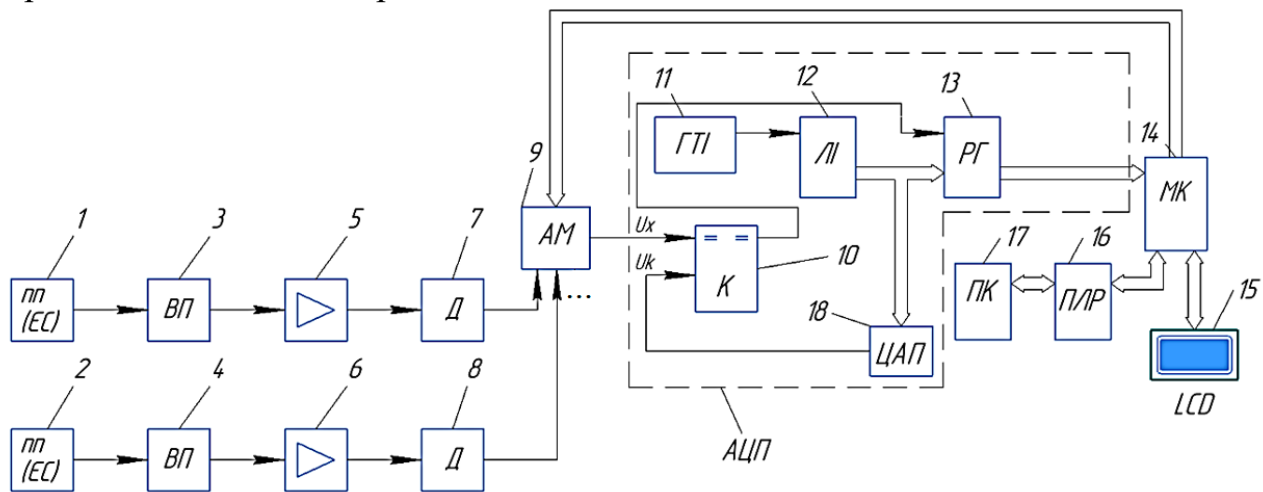 11
12
13
14
9
ГТІ
ЛІ
РГ
МК
1
3
5
7
АМ
Ux
= =
17
16
Uk
10
ПП
(ЕС)
ВП
Д
...
К
ПК
П/ІР
15
18
ЦАП
2
4
6
8
LCD
ПП
(ЕС)
ВП
Д
АЦП